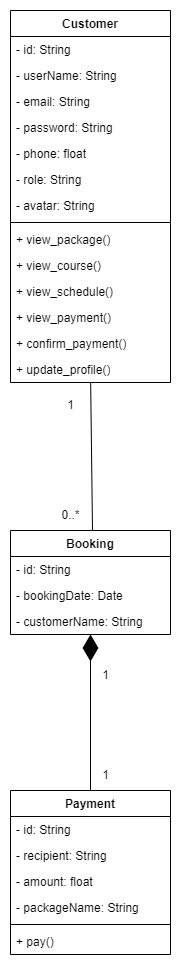 Customer
- id: String
- userName: String
- email: String
- password: String
- phone: float
- role: String
- avatar: String
+ view_package()
+ view_course()
+ view_schedule()
+ view_payment()
+ confirm_payment()
+ update_profile()
1
0..*
Booking
- id: String
- bookingDate: Date
- customerName: String
1
1
Payment
- id: String
- recipient: String
- amount: float
- packageName: String
+ pay()